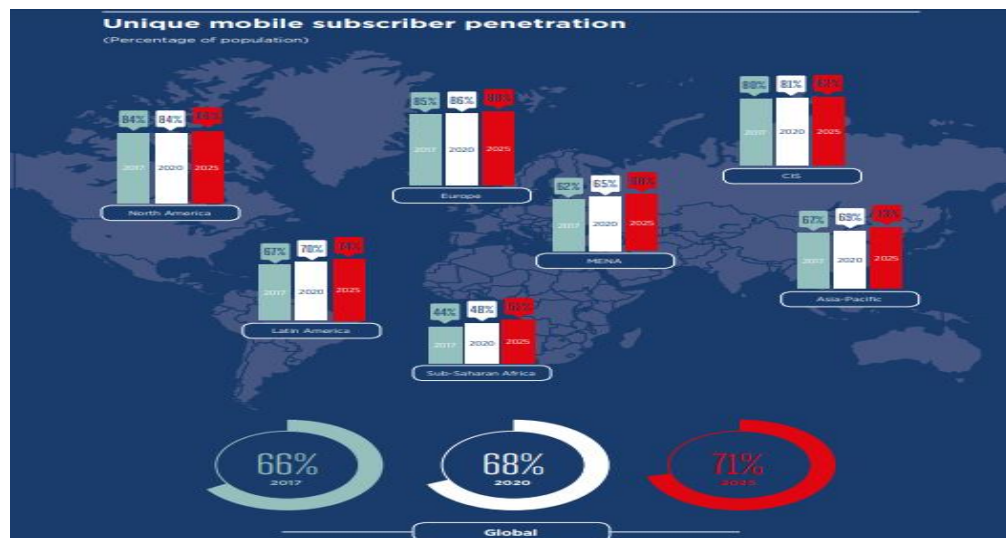 Unique mobile subscriber penetration
(Percentage of population)
84% 84%
2017 2020 2025
North America
85% 86%
2017 2020 2025
Europe
80% 81%
2017 2020 2025
CIS
62% 65%
2017 2020 2025
MENA
67% 69% 73%
2017 2020 2025
Asia-Pacific
67% 70% 74%
2017 2020 2025
Latin America
44% 48% 52%
2017 2020 2025
Sub-Saharan Africa
66%
2017
68%
2020
71%
2025
Global